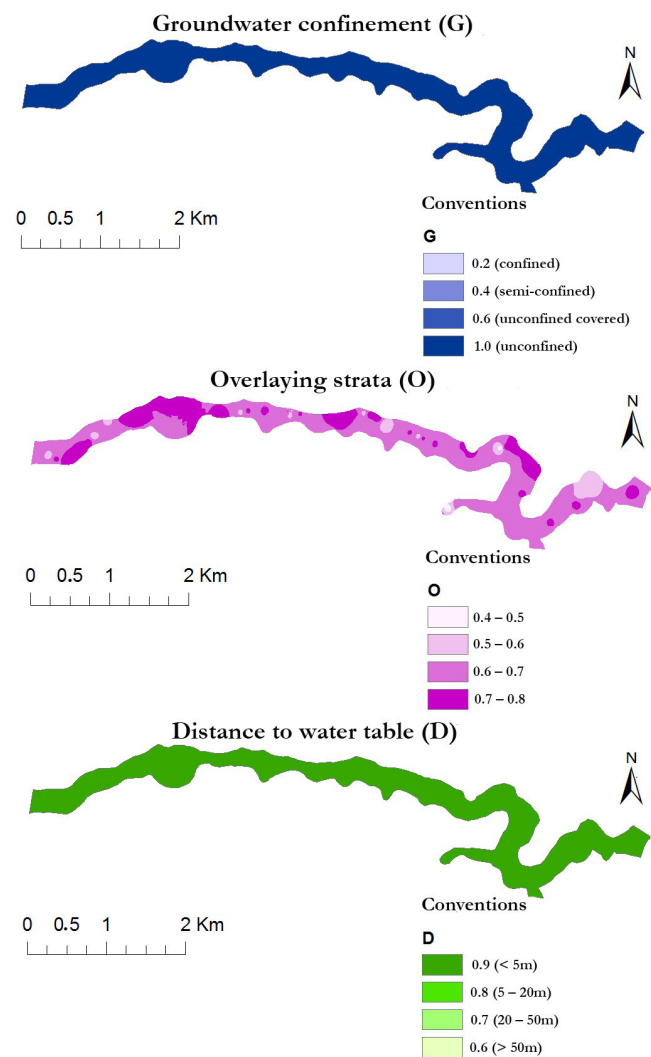 Groundwater confinement (G)
N
0 0.5 1 2 Km
Conventions
G
0.2 (confined)
0.4 (semi-confined)
0.6 (unconfined covered)
1.0 (unconfined)
Overlaying strata (O)
N
0 0.5 1 2 Km
Conventions
O
0.4 – 0.5
0.5 – 0.6
0.6 – 0.7
0.7 – 0.8
Distance to water table (D)
N
0 0.5 1 2 Km
Conventions
D
0.9 (< 5m)
0.8 (5 – 20m)
0.7 (20 – 50m)
0.6 (> 50m)